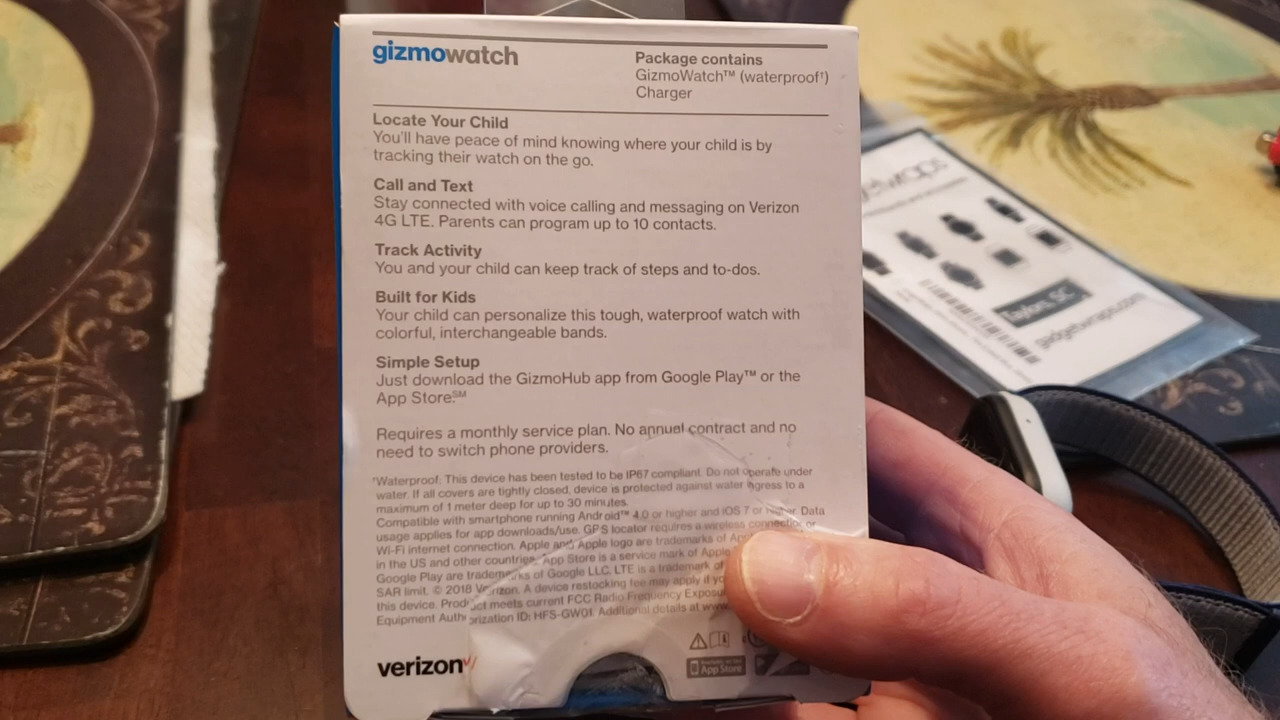 gizmowatch
Package contains
GizmoWatch™ (waterproof†)
Charger
Locate Your Child
You'll have peace of mind knowing where your child is by
tracking their watch on the go.
Call and Text
Stay connected with voice calling and messaging on Verizon
4G LTE. Parents can program up to 10 contacts.
Track Activity
You and your child can keep track of steps and to-dos.
Built for Kids
Your child can personalize this tough, waterproof watch with
colorful, interchangeable bands.
Simple Setup
Just download the GizmoHub app from Google Play™ or the
App Store.℠
Requires a monthly service plan. No annual contract and no
need to switch phone providers.
†Waterproof: This device has been tested to be IP67 compliant. Do not operate under
water. If all covers are tightly closed, device is protected against water ingress to a
maximum of 1 meter deep for up to 30 minutes.
Compatible with smartphone running Android™ 4.0 or higher and iOS 7 or higher. Data
usage applies for app downloads/use. GPS locator requires a wireless connection or
Wi-Fi internet connection. Apple and Apple logo are trademarks of
in the US and other countries. App Store is a service mark of Apple
Google Play are trademarks of Google LLC. LTE is a trademark of
SAR limit. © 2018 Verizon. A device restocking fee may apply if
this device. Product meets current FCC Radio Frequency
Equipment Authorization ID: HFS-GW01. Additional details at
verizon
App Store
Taylors, SC
gadgetwraps.com